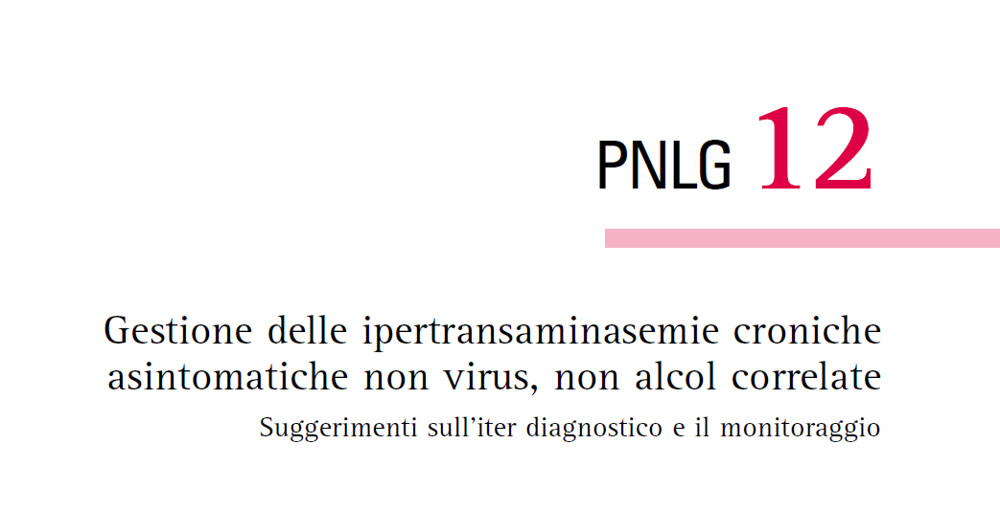 PNLG 12
Gestione delle ipertransaminasemie croniche
asintomatiche non virus, non alcol correlate
Suggerimenti sull’iter diagnostico e il monitoraggio